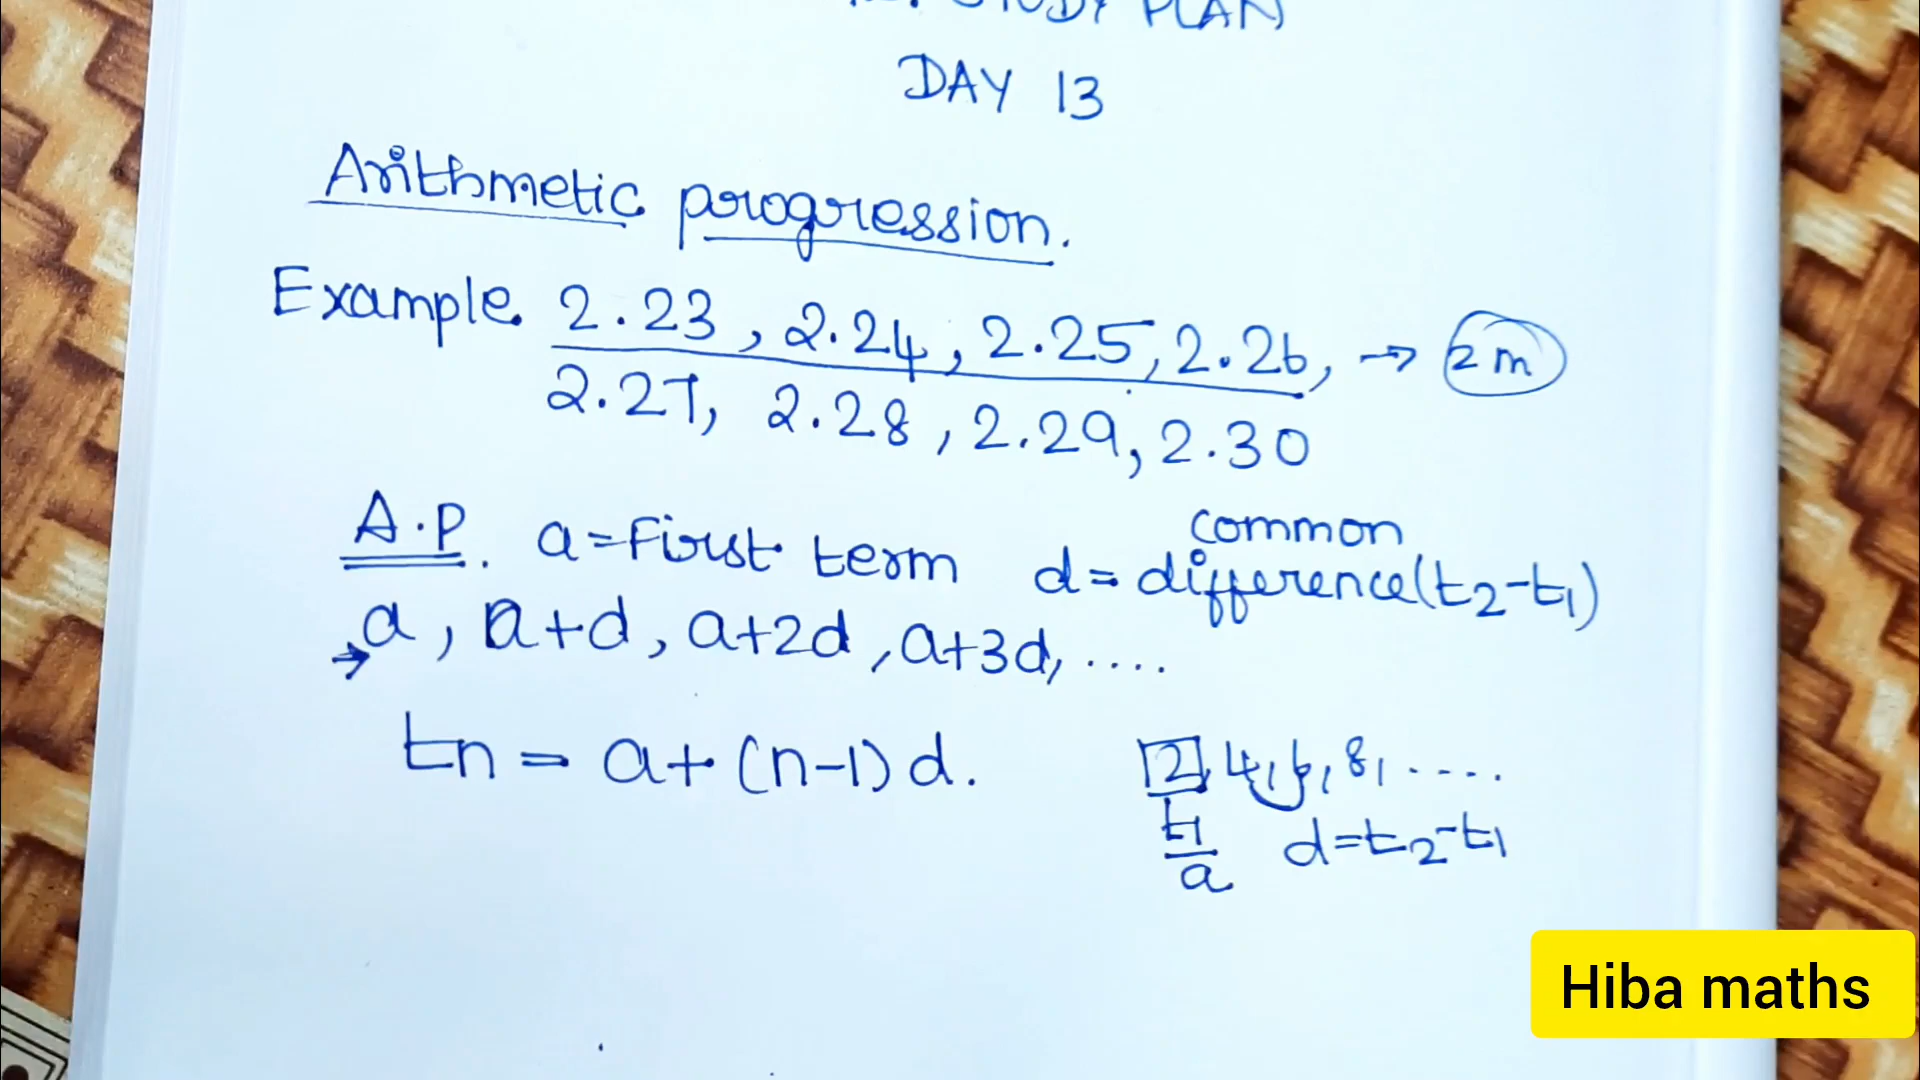 STUDY PLAN
DAY 13
Arithmetic progression.
Example 2.23, 2.24, 2.25, 2.26, → 2m
2.27, 2.28, 2.29, 2.30
A.P. a=First term d= common difference(t2-t1)
→ a, a+d, a+2d, a+3d, ....
tn = a+(n-1)d.
2, 4, 6, 8, ....
t1
a d=t2-t1
Hiba maths